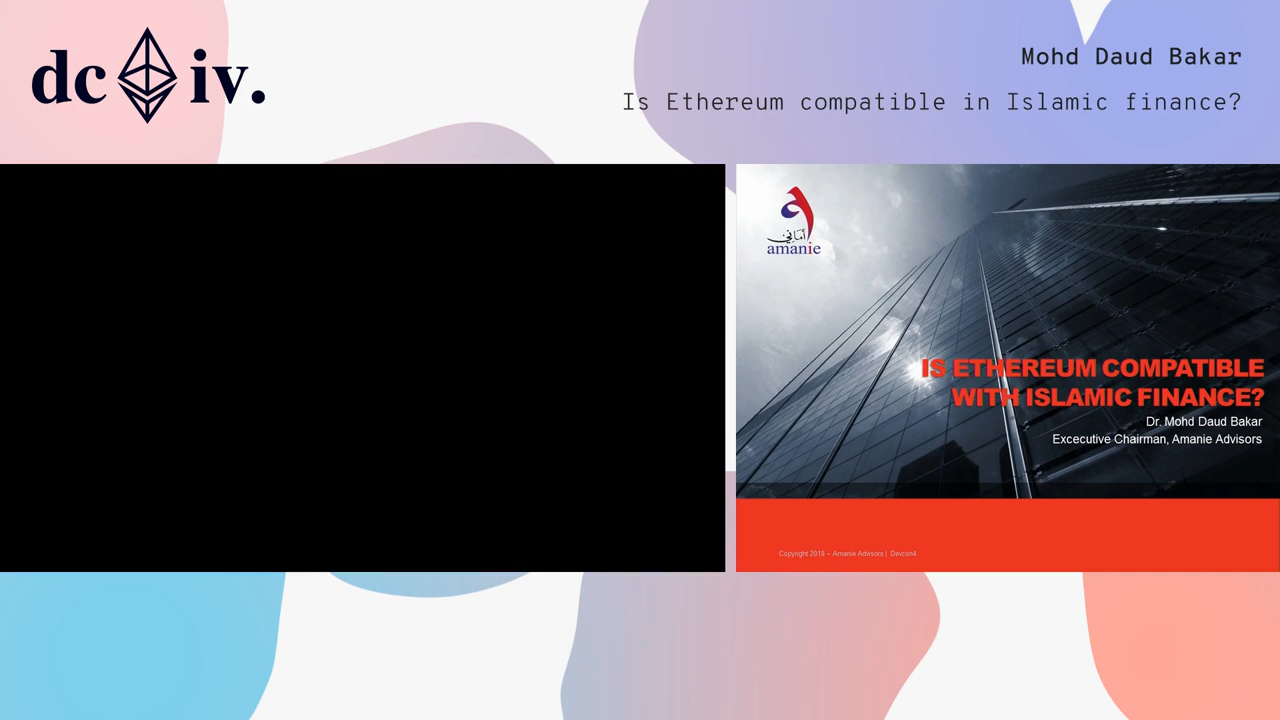 dc iv.
Mohd Daud Bakar
Is Ethereum compatible in Islamic finance?
أماني
amanie
IS ETHEREUM COMPATIBLE
WITH ISLAMIC FINANCE?
Dr. Mohd Daud Bakar
Excecutive Chairman, Amanie Advisors
Copyright 2018 – Amanie Advisors | Devcon4